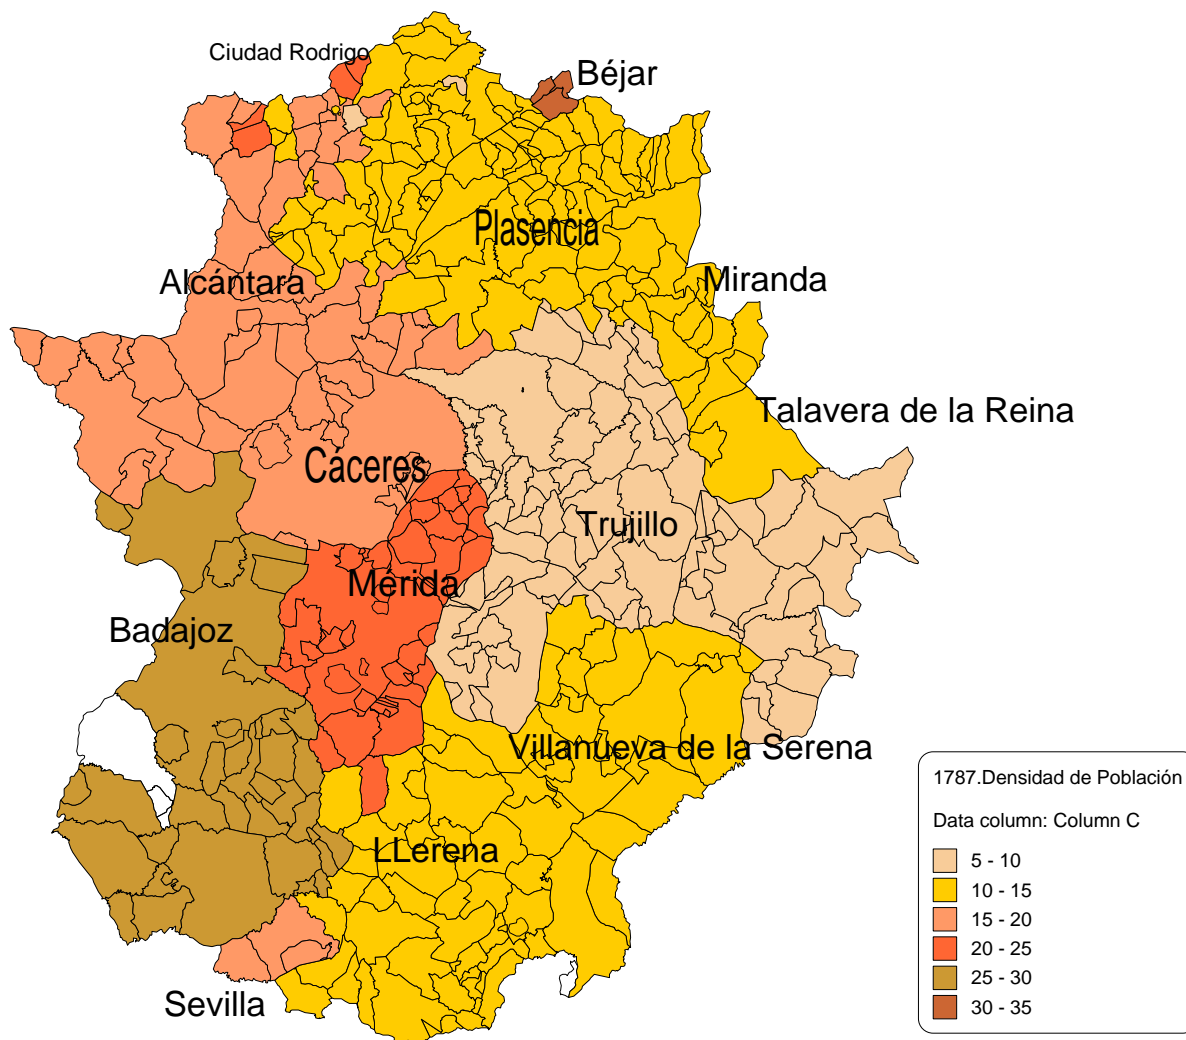 Ciudad Rodrigo
Béjar
Plasencia
Alcántara
Miranda
Talavera de la Reina
Cáceres
Trujillo
Mérida
Badajoz
Villanueva de la Serena
LLerena
Sevilla
1787.Densidad de Población
Data column: Column C
5 - 10
10 - 15
15 - 20
20 - 25
25 - 30
30 - 35